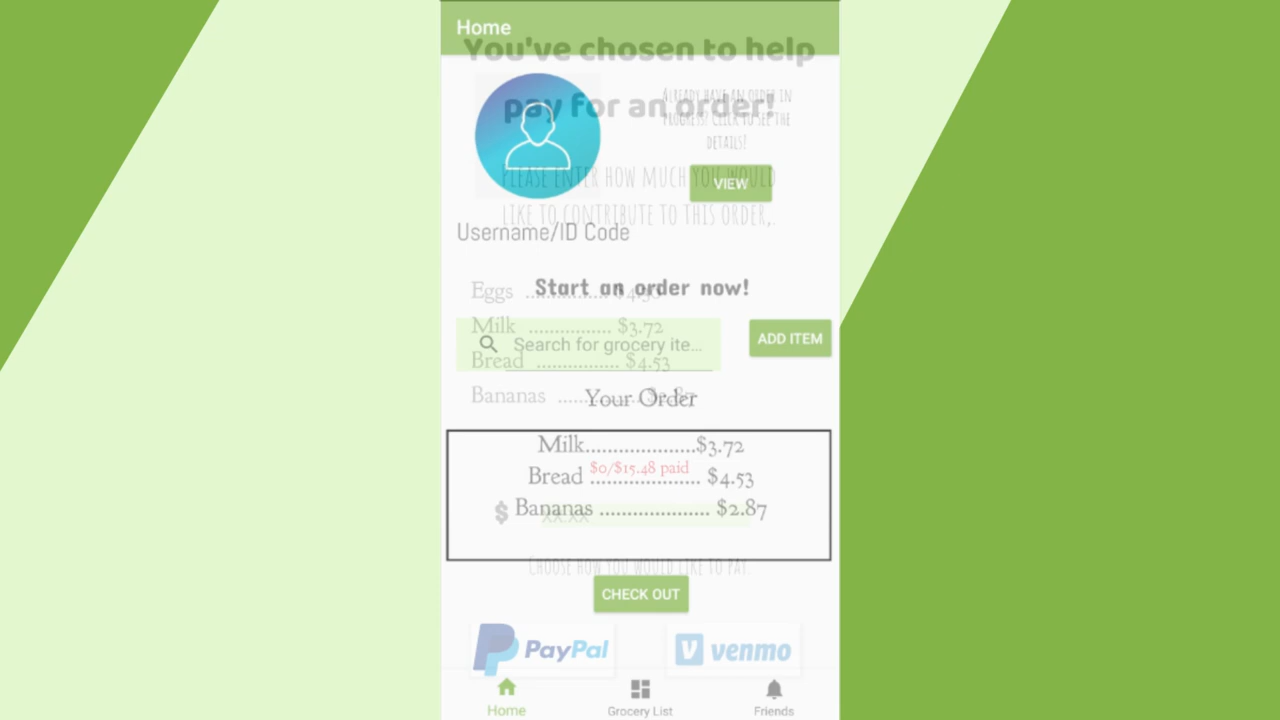 Home
You've chosen to help
pay for an order!
Already have an order in
progress? Click to see the
details!
Please enter how much you would
like to contribute to this order,.
VIEW
Username/ID Code
Start an order now!
Eggs ................
Milk ................ $3.72
Bread ................ $4.53
Bananas ................ $2.87
Search for grocery ite...
ADD ITEM
Your Order
Milk.....................$3.72
Bread ..................... $4.53
Bananas ..................... $2.87
$0/$15.48 paid
$ XX.XX
Choose how you would like to pay.
CHECK OUT
PayPal
venmo
Home
Grocery List
Friends